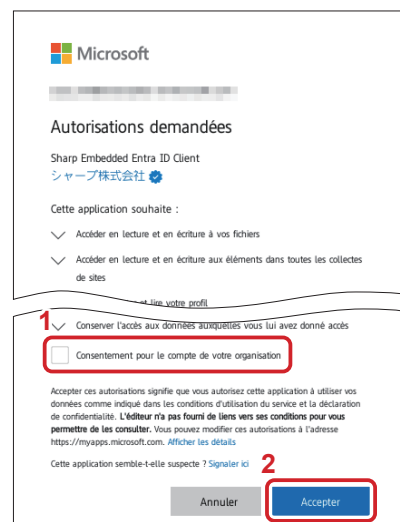 Microsoft
Autorisations demandées
Sharp Embedded Entra ID Client
シャープ株式会社
Cette application souhaite :
Accéder en lecture et en écriture à vos fichiers
Accéder en lecture et en écriture aux éléments dans toutes les collectes
de sites
et lire votre profil
1
Conserver l'accès aux données auxquelles vous lui avez donné accès
Consentement pour le compte de votre organisation
Accepter ces autorisations signifie que vous autorisez cette application à utiliser vos
données comme indiqué dans les conditions d'utilisation du service et la déclaration
de confidentialité. L'éditeur n'a pas fourni de liens vers ses conditions pour vous
permettre de les consulter. Vous pouvez modifier ces autorisations à l'adresse
https://myapps.microsoft.com. Afficher les détails
Cette application semble-t-elle suspecte ? Signaler ici
2
Annuler
Accepter